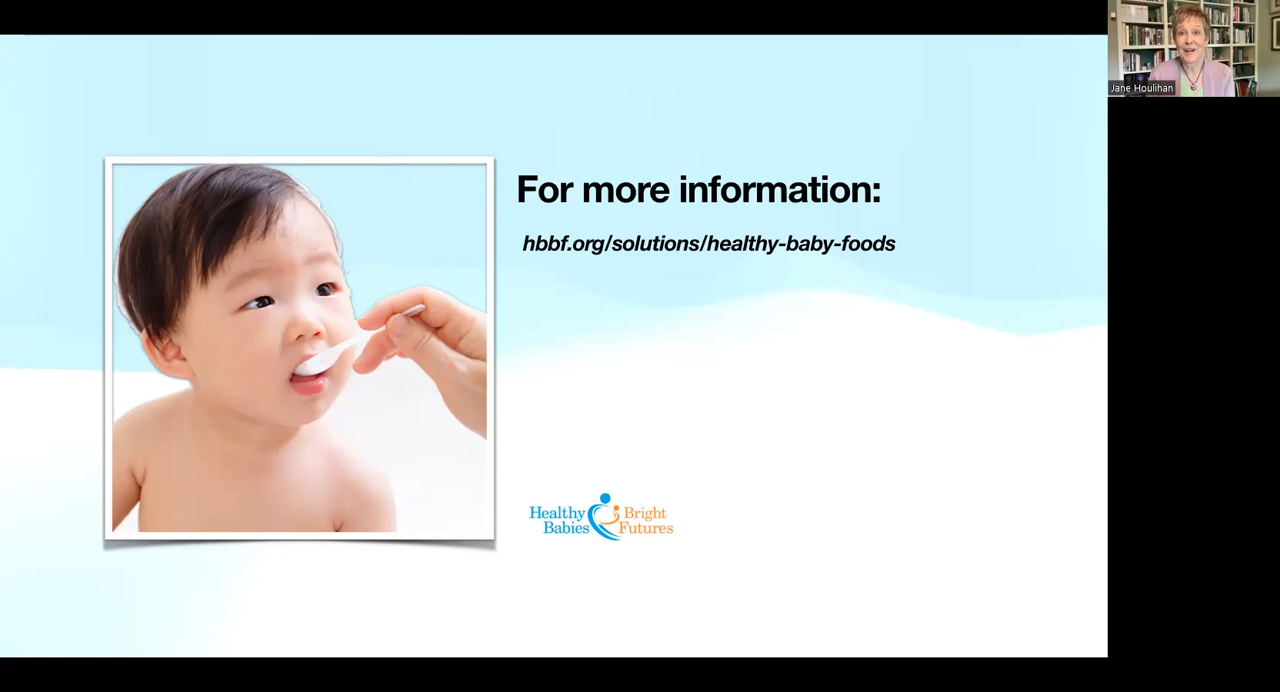 Jane Houlihan
For more information:
hbbf.org/solutions/healthy-baby-foods
Healthy Babies
Bright Futures